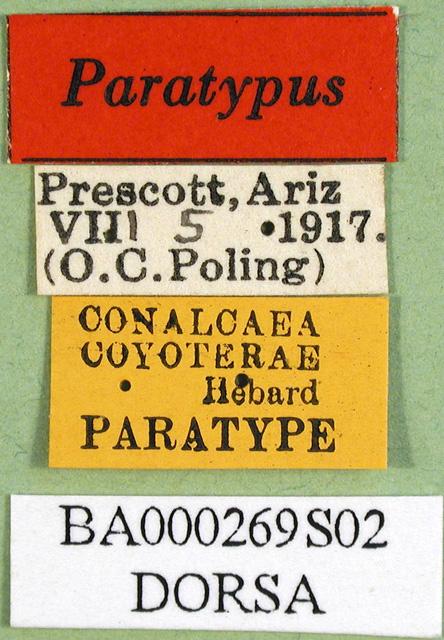 Paratypus
Prescott, Ariz
VIII 5 •1917.
(O.C.Poling)
CONALCAEA
COYOTERAE
Hebard
PARATYPE
BA000269S02
DORSA